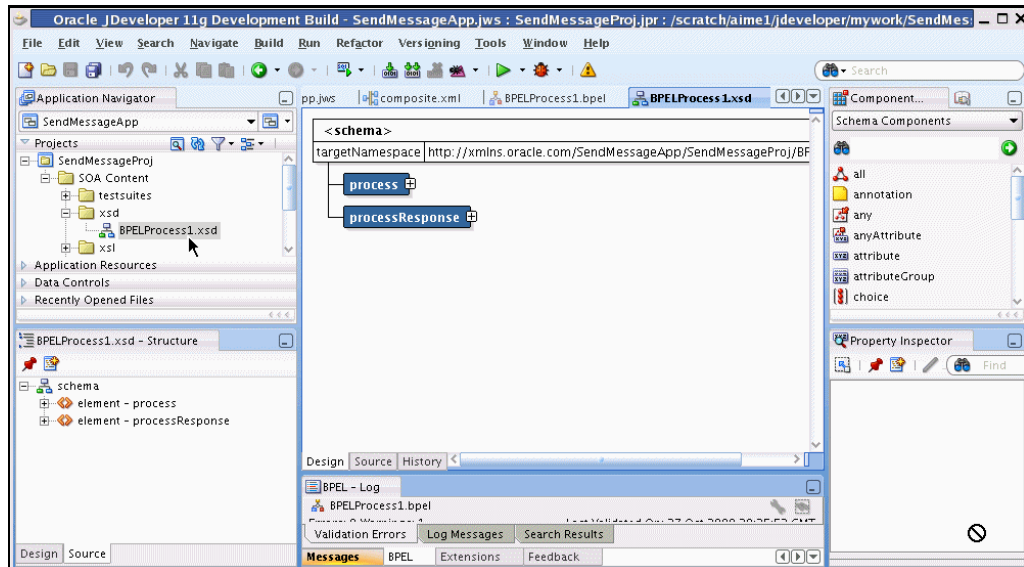 Oracle JDeveloper 11g Development Build - SendMessageApp.jws : SendMessageProj.jpr : /scratch/aime1/jdeveloper/mywork/SendMes
File Edit View Search Navigate Build Run Refactor Versioning Tools Window Help
Search
Application Navigator
SendMessageApp
Projects
SendMessageProj
SOA Content
testsuites
xsd
BPELProcess1.xsd
xsl
Application Resources
Data Controls
Recently Opened Files
BPELProcess1.xsd - Structure
schema
element - process
element - processResponse
Design Source
pp.jws composite.xml BPELProcess1.bpel BPELProcess1.xsd
<schema>
targetNamespace http://xmlns.oracle.com/SendMessageApp/SendMessageProj/BP
process
processResponse
Design Source History
BPEL - Log
BPELProcess1.bpel
Validation Errors Log Messages Search Results
Messages BPEL Extensions Feedback
Component...
Schema Components
all
annotation
any
anyAttribute
attribute
attributeGroup
choice
Property Inspector
Find